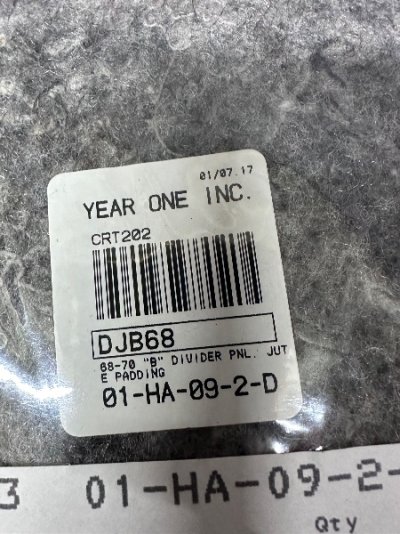 01/07.17
YEAR ONE INC.
CRT202
DJB68
68-70 "B" DIVIDER PNL. JUT
E PADDING
01-HA-09-2-D
3 01-HA-09-2-
Qty